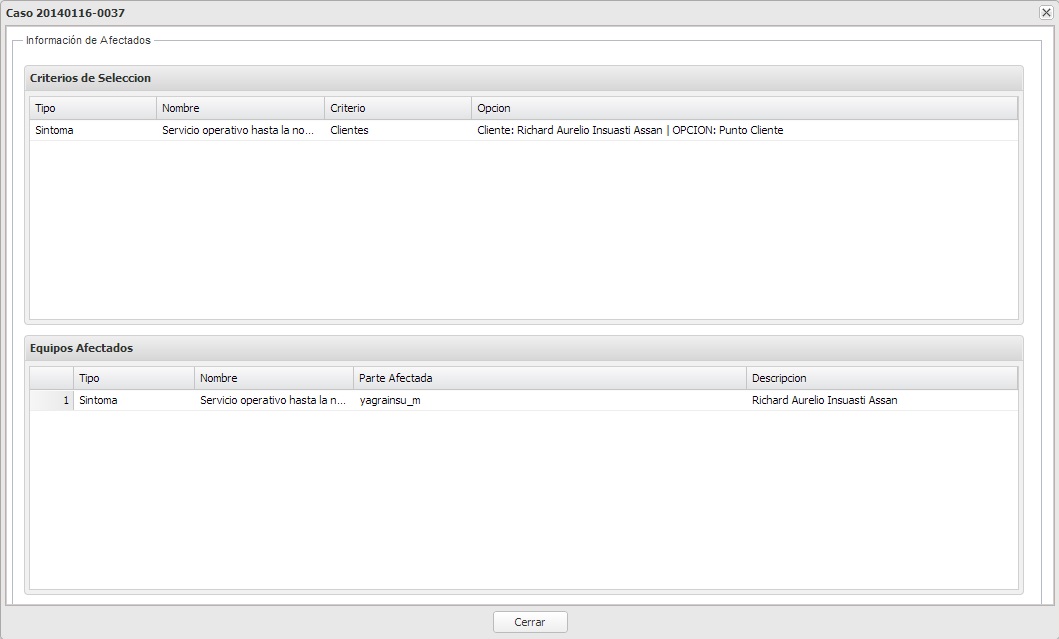 Caso 20140116-0037
Información de Afectados
Criterios de Seleccion
Tipo Nombre Criterio Opcion
Sintoma Servicio operativo hasta la no... Clientes Cliente: Richard Aurelio Insuasti Assan | OPCION: Punto Cliente
Equipos Afectados
Tipo Nombre Parte Afectada Descripcion
1 Sintoma Servicio operativo hasta la n... yagrainsu_m Richard Aurelio Insuasti Assan
Cerrar